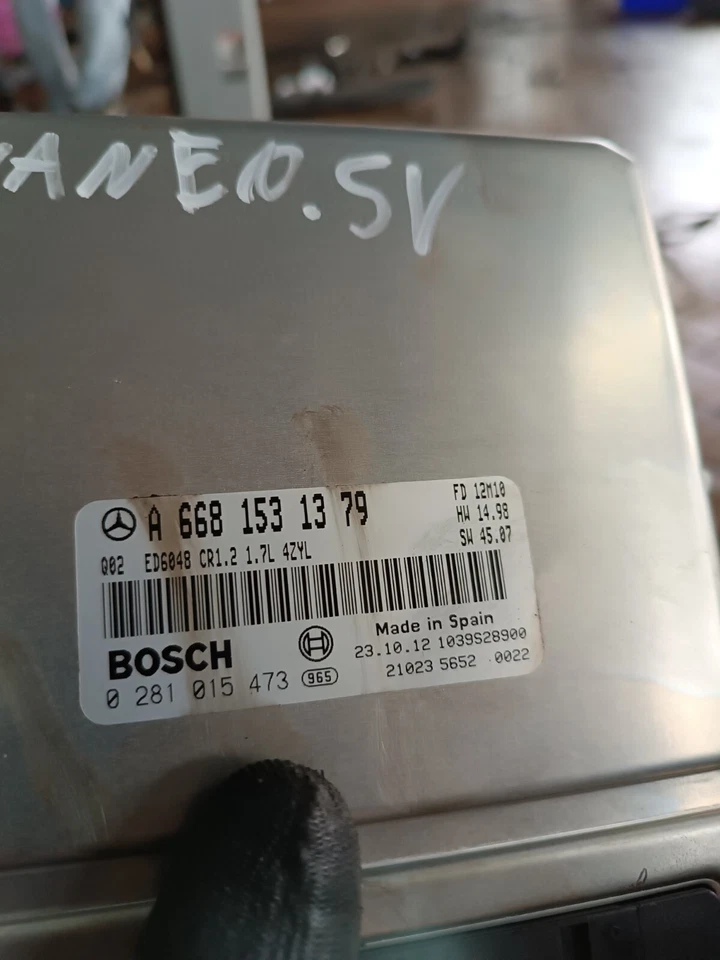 VANEO.SV
A 668 153 13 79
FD 12M10
HW 14.98
SW 45.07
Q02 ED6048 CR1.2 1.7L 4ZYL
BOSCH
Made in Spain
23.10.12 1039S28900
0 281 015 473 965
21023 5652 0022